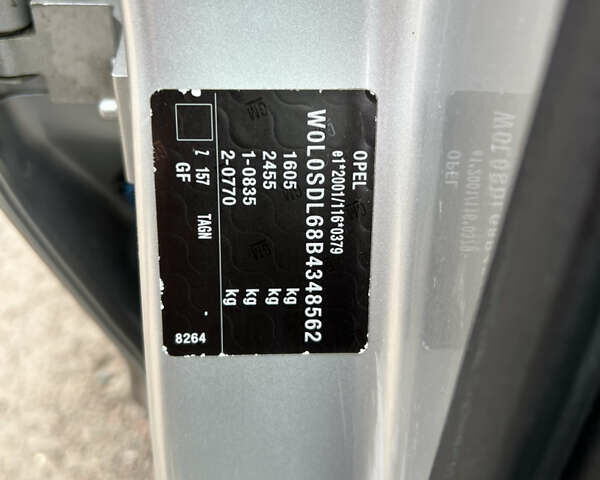 OPEL
e1*2001/116*0379
W0L0SDL68B4348562
1605 kg
2455 kg
1-0835 kg
2-0770 kg
Z 157 TAGN
GF
8264